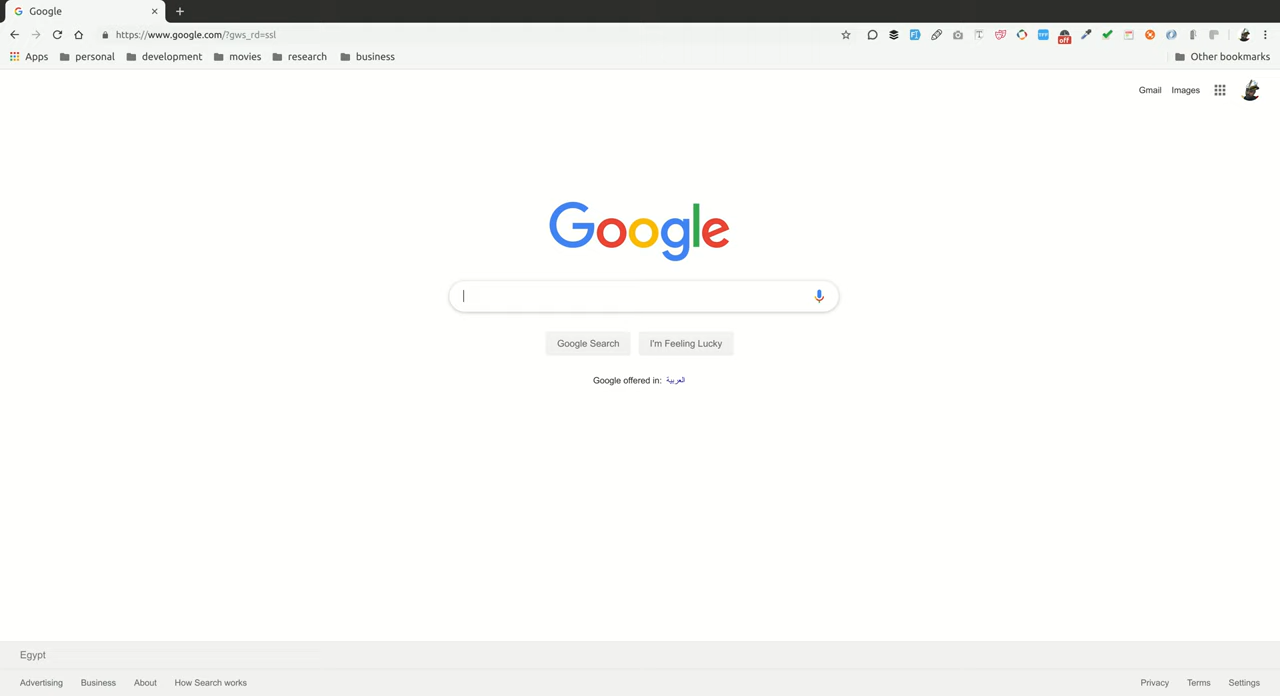 Google
https://www.google.com/?gws_rd=ssl
off
Apps personal development movies research business Other bookmarks
Gmail Images
Google
Google Search I'm Feeling Lucky
Google offered in: العربية
Egypt
Advertising Business About How Search works Privacy Terms Settings